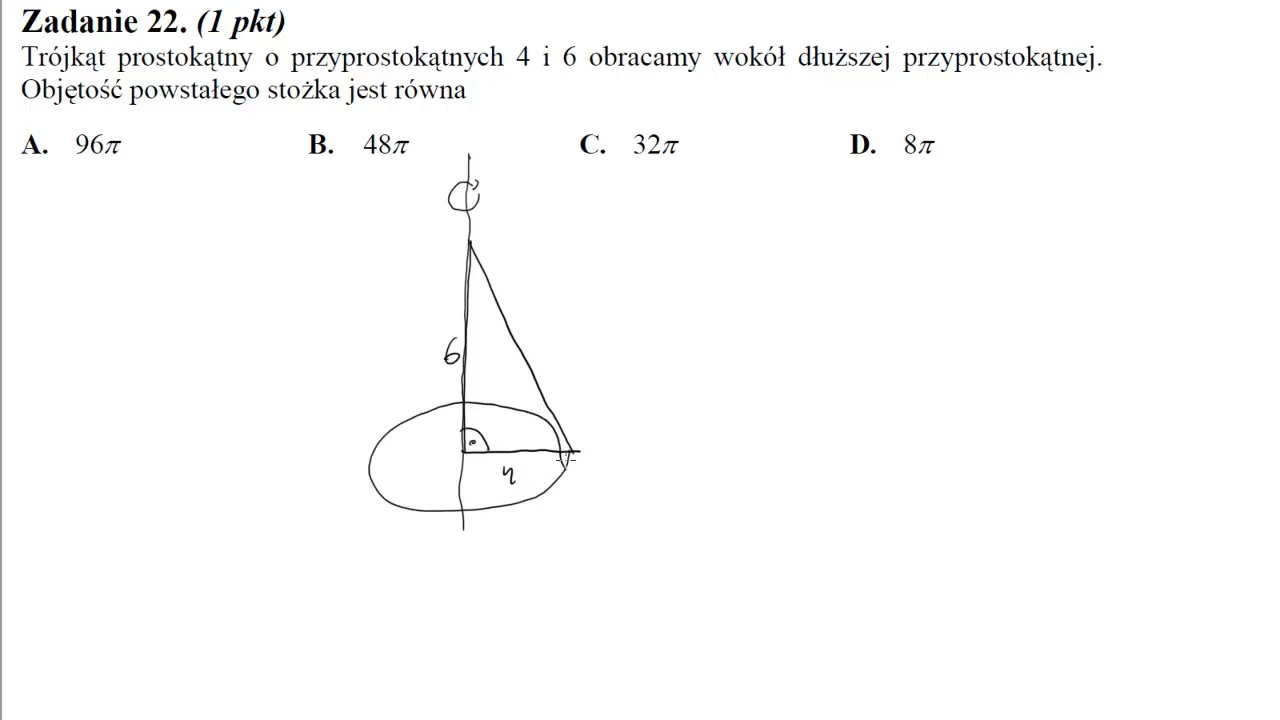 Zadanie 22. (1 pkt)
Trójkąt prostokątny o przyprostokątnych 4 i 6 obracamy wokół dłuższej przyprostokątnej.
Objętość powstałego stożka jest równa
A. 96π B. 48π C. 32π D. 8π
6
4